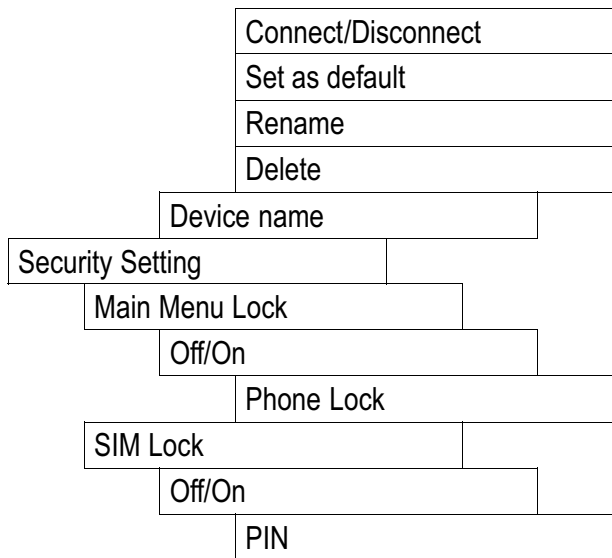 Connect/Disconnect
Set as default
Rename
Delete
Device name
Security Setting
Main Menu Lock
Off/On
Phone Lock
SIM Lock
Off/On
PIN